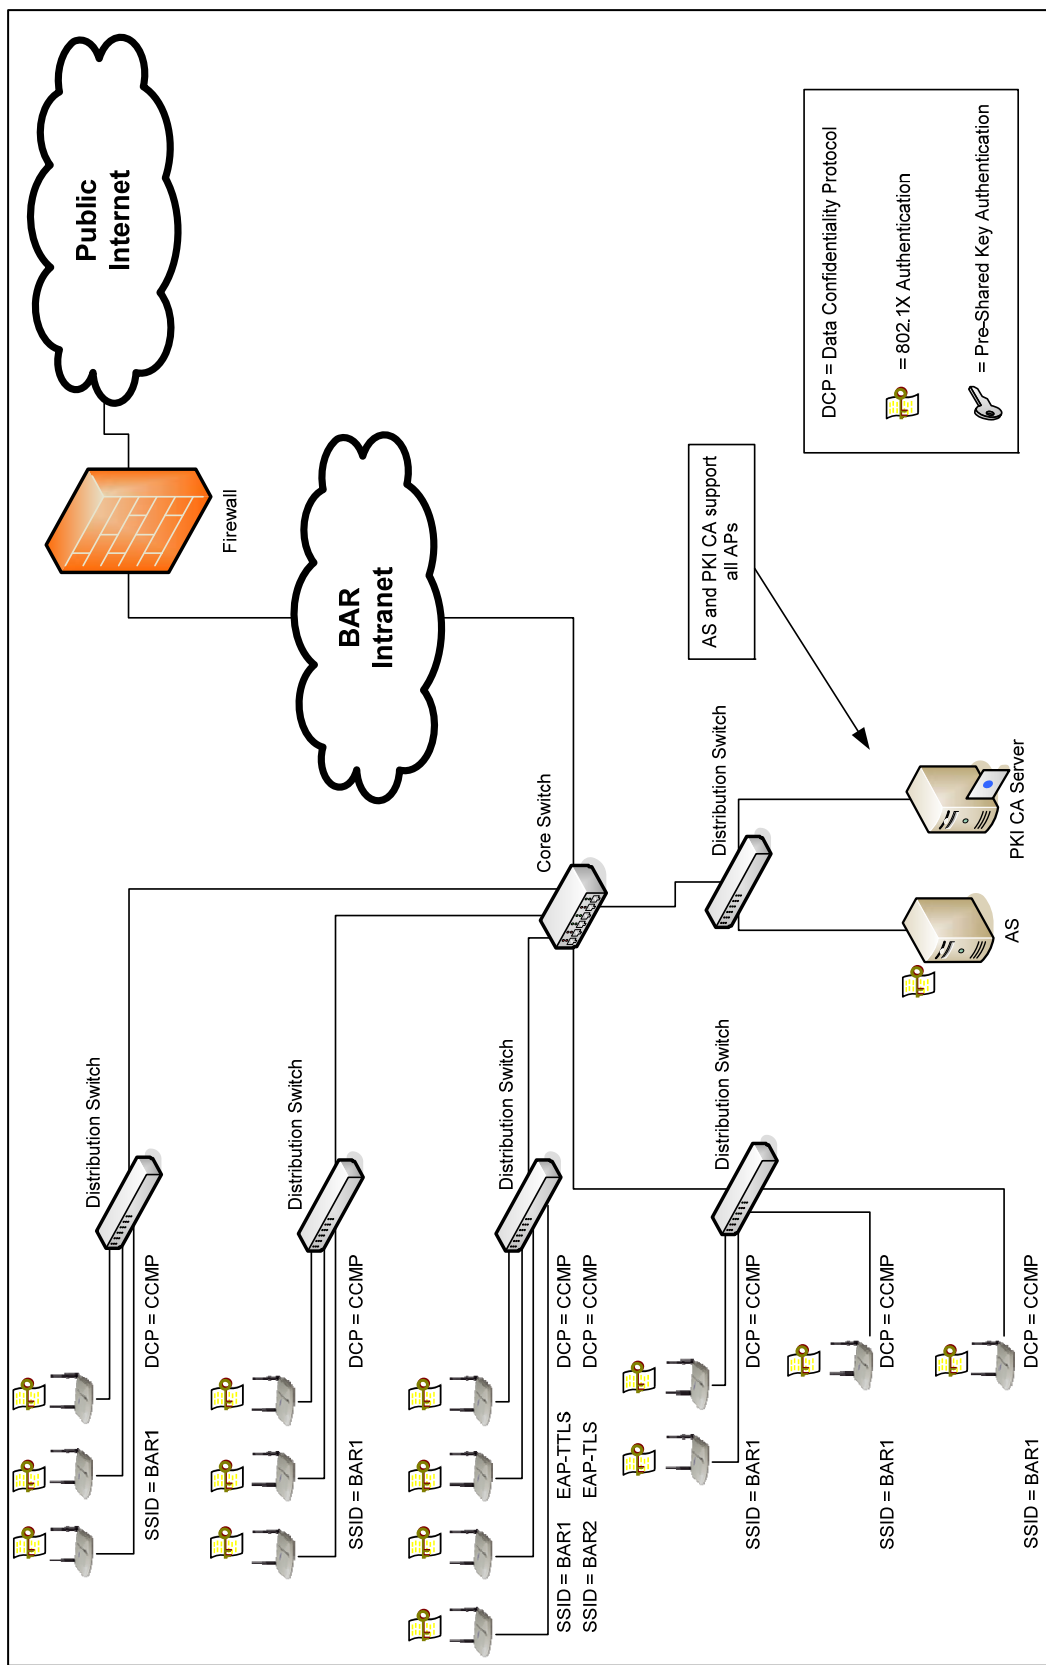 Public
Internet
Firewall
BAR
Intranet
Core Switch
Distribution Switch
Distribution Switch
Distribution Switch
Distribution Switch
Distribution Switch
AS and PKI CA support
all APs
PKI CA Server
AS
DCP = Data Confidentiality Protocol
= 802.1X Authentication
= Pre-Shared Key Authentication
SSID = BAR1 DCP = CCMP
SSID = BAR1 DCP = CCMP
SSID = BAR1 EAP-TTLS DCP = CCMP
SSID = BAR2 EAP-TLS DCP = CCMP
SSID = BAR1 DCP = CCMP
SSID = BAR1 DCP = CCMP
SSID = BAR1 DCP = CCMP